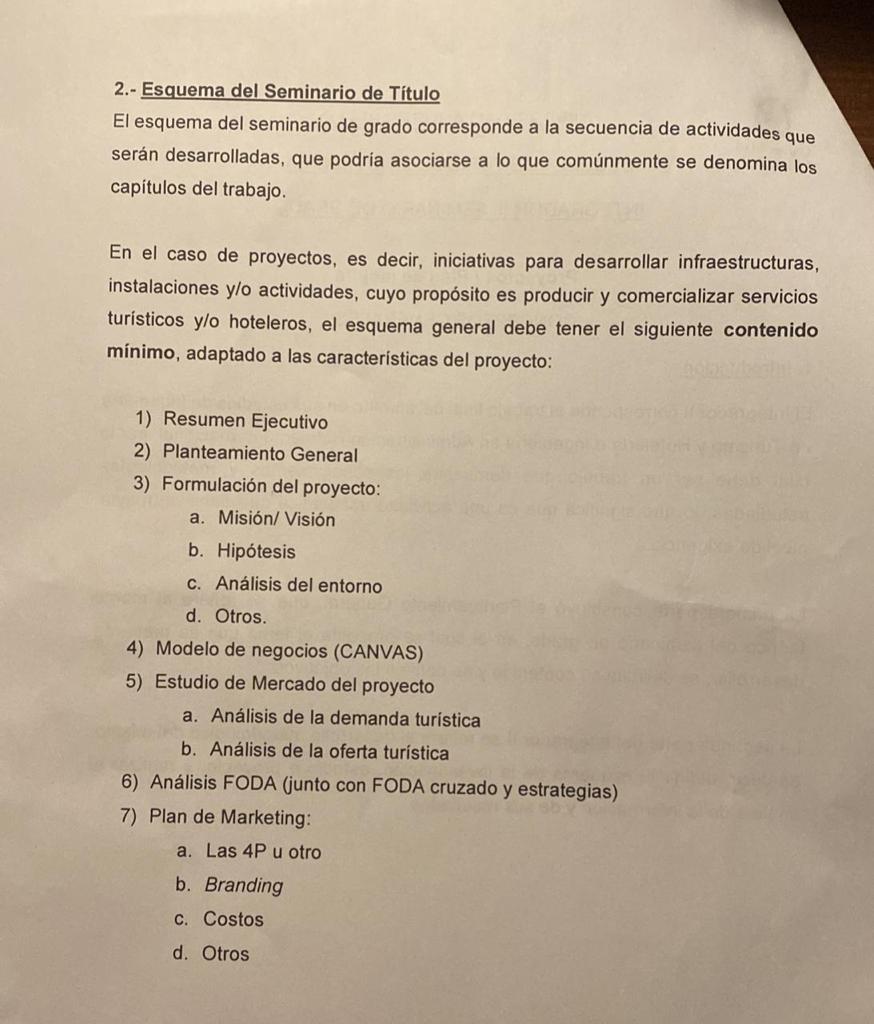 2.- Esquema del Seminario de Título
El esquema del seminario de grado corresponde a la secuencia de actividades que
serán desarrolladas, que podría asociarse a lo que comúnmente se denomina los
capítulos del trabajo.
En el caso de proyectos, es decir, iniciativas para desarrollar infraestructuras,
instalaciones y/o actividades, cuyo propósito es producir y comercializar servicios
turísticos y/o hoteleros, el esquema general debe tener el siguiente contenido
mínimo, adaptado a las características del proyecto:
1) Resumen Ejecutivo
2) Planteamiento General
3) Formulación del proyecto:
a. Misión/ Visión
b. Hipótesis
c. Análisis del entorno
d. Otros.
4) Modelo de negocios (CANVAS)
5) Estudio de Mercado del proyecto
a. Análisis de la demanda turística
b. Análisis de la oferta turística
6) Análisis FODA (junto con FODA cruzado y estrategias)
7) Plan de Marketing:
a. Las 4P u otro
b. Branding
c. Costos
d. Otros